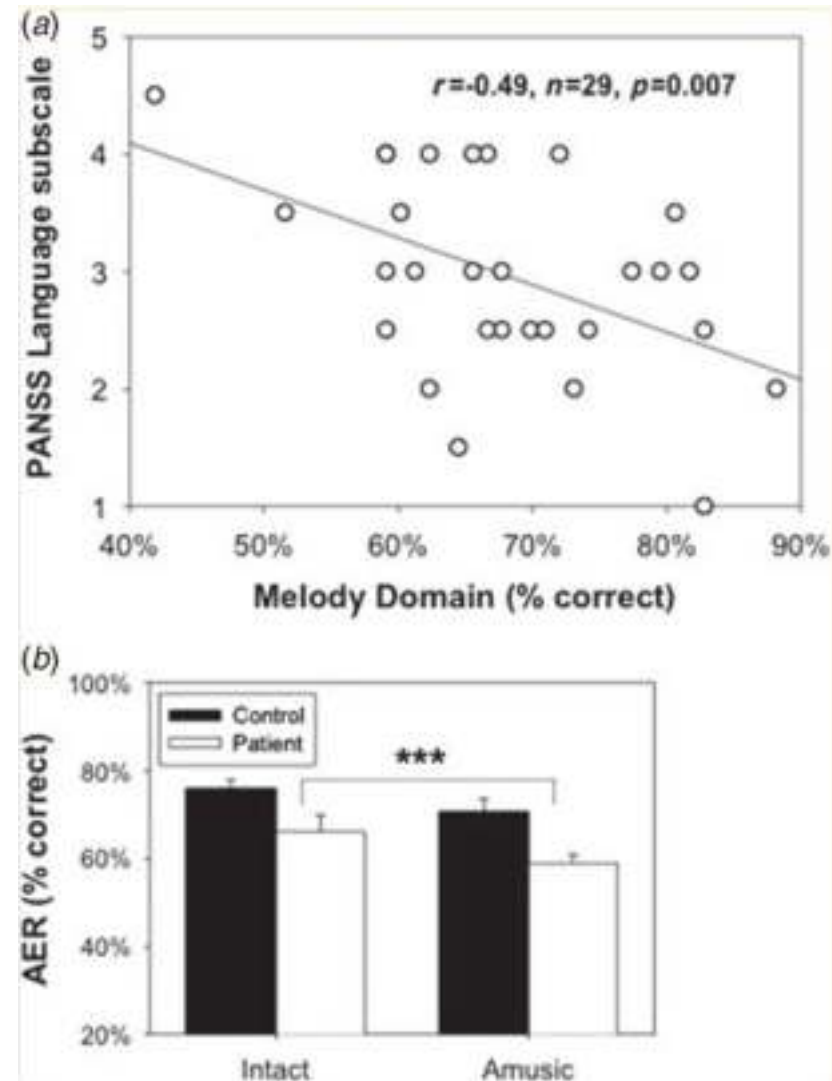 (a)
5
4
3
2
1
PANSS Language subscale
r=-0.49, n=29, p=0.007
40% 50% 60% 70% 80% 90%
Melody Domain (% correct)
(b)
100%
80%
60%
40%
20%
AER (% correct)
Control
Patient
***
Intact Amusic